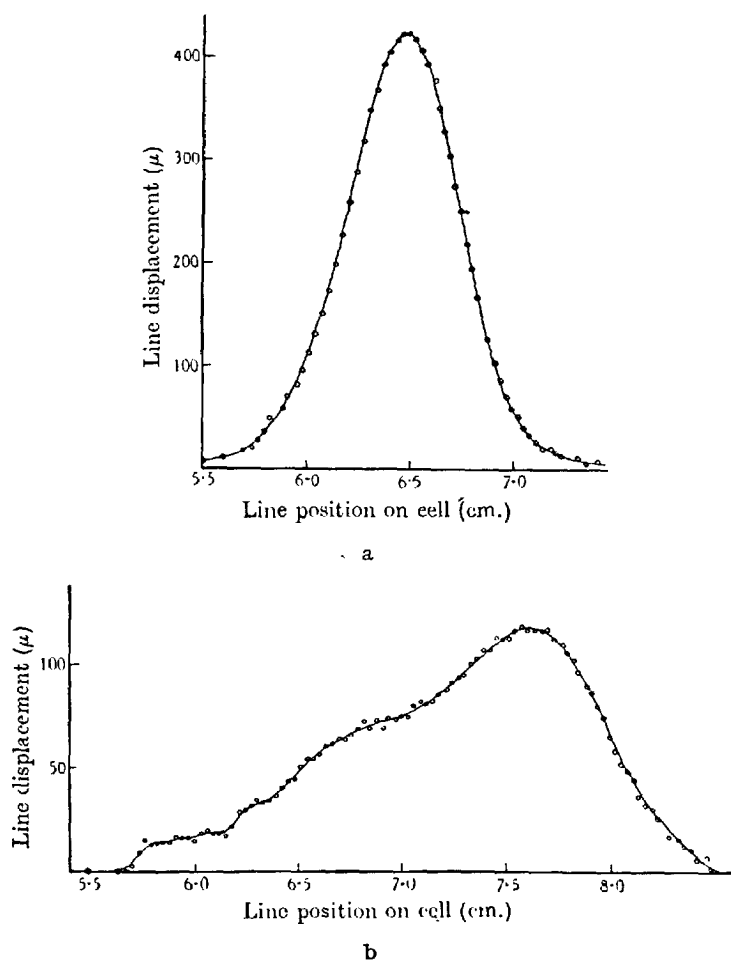 Line displacement (μ)
400
300
200
100
5·5
6·0
6·5
7·0
Line position on cell (cm.)
a
Line displacement (μ)
100
50
5·5
6·0
6·5
7·0
7·5
8·0
Line position on cell (cm.)
b